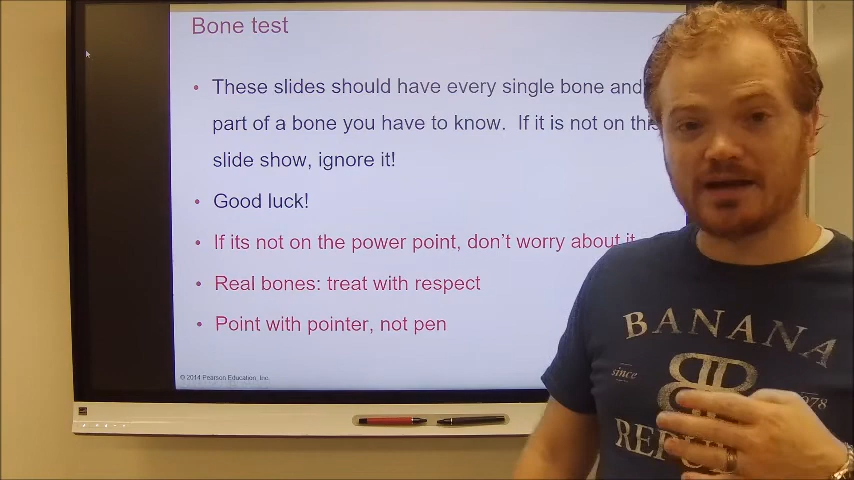 Bone test
• These slides should have every single bone and
part of a bone you have to know. If it is not on this
slide show, ignore it!
• Good luck!
• If its not on the power point, don't worry about it
• Real bones: treat with respect
• Point with pointer, not pen
© 2014 Pearson Education, Inc.
BANANA
since 1978
BR